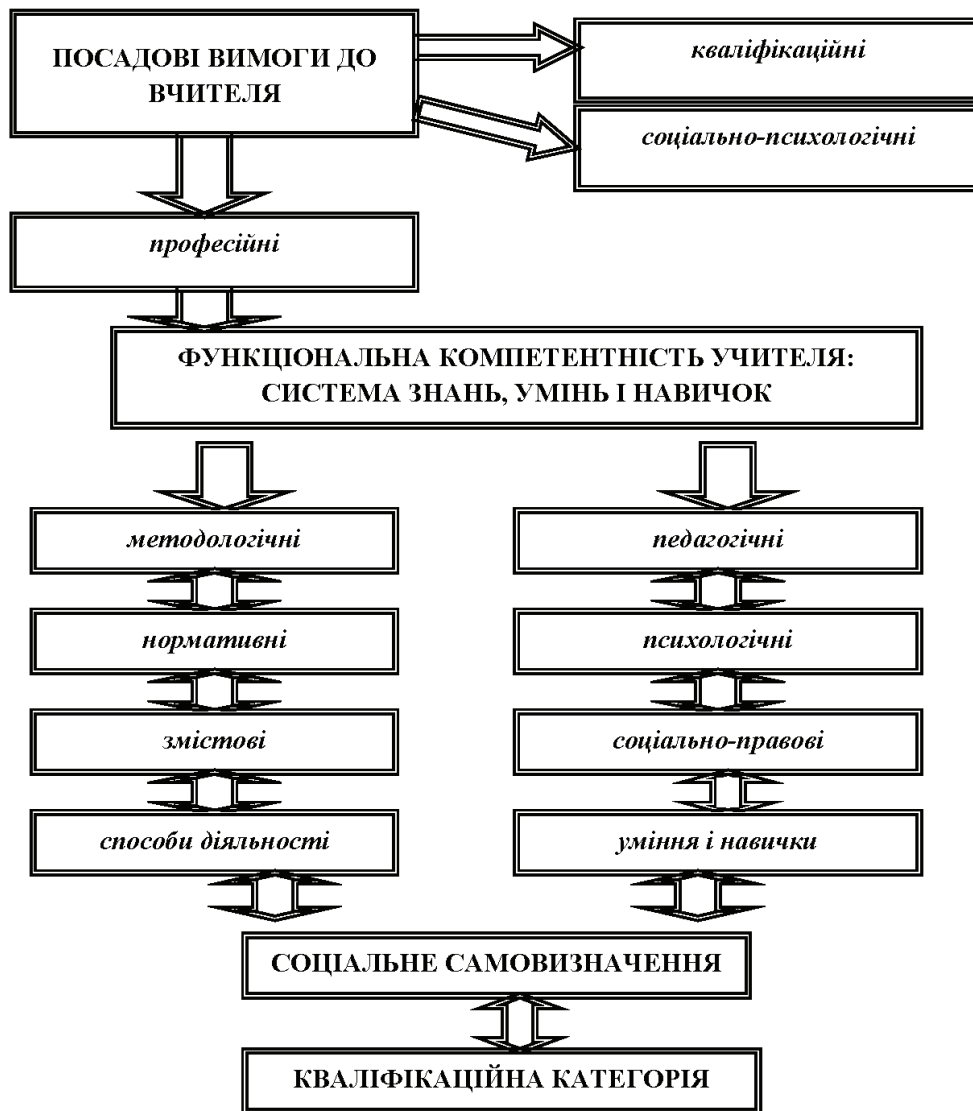 ПОСАДОВІ ВИМОГИ ДО
ВЧИТЕЛЯ
кваліфікаційні
соціально-психологічні
професійні
ФУНКЦІОНАЛЬНА КОМПЕТЕНТНІСТЬ УЧИТЕЛЯ:
СИСТЕМА ЗНАНЬ, УМІНЬ І НАВИЧОК
методологічні
нормативні
змістові
способи діяльності
педагогічні
психологічні
соціально-правові
уміння і навички
СОЦІАЛЬНЕ САМОВИЗНАЧЕННЯ
КВАЛІФІКАЦІЙНА КАТЕГОРІЯ